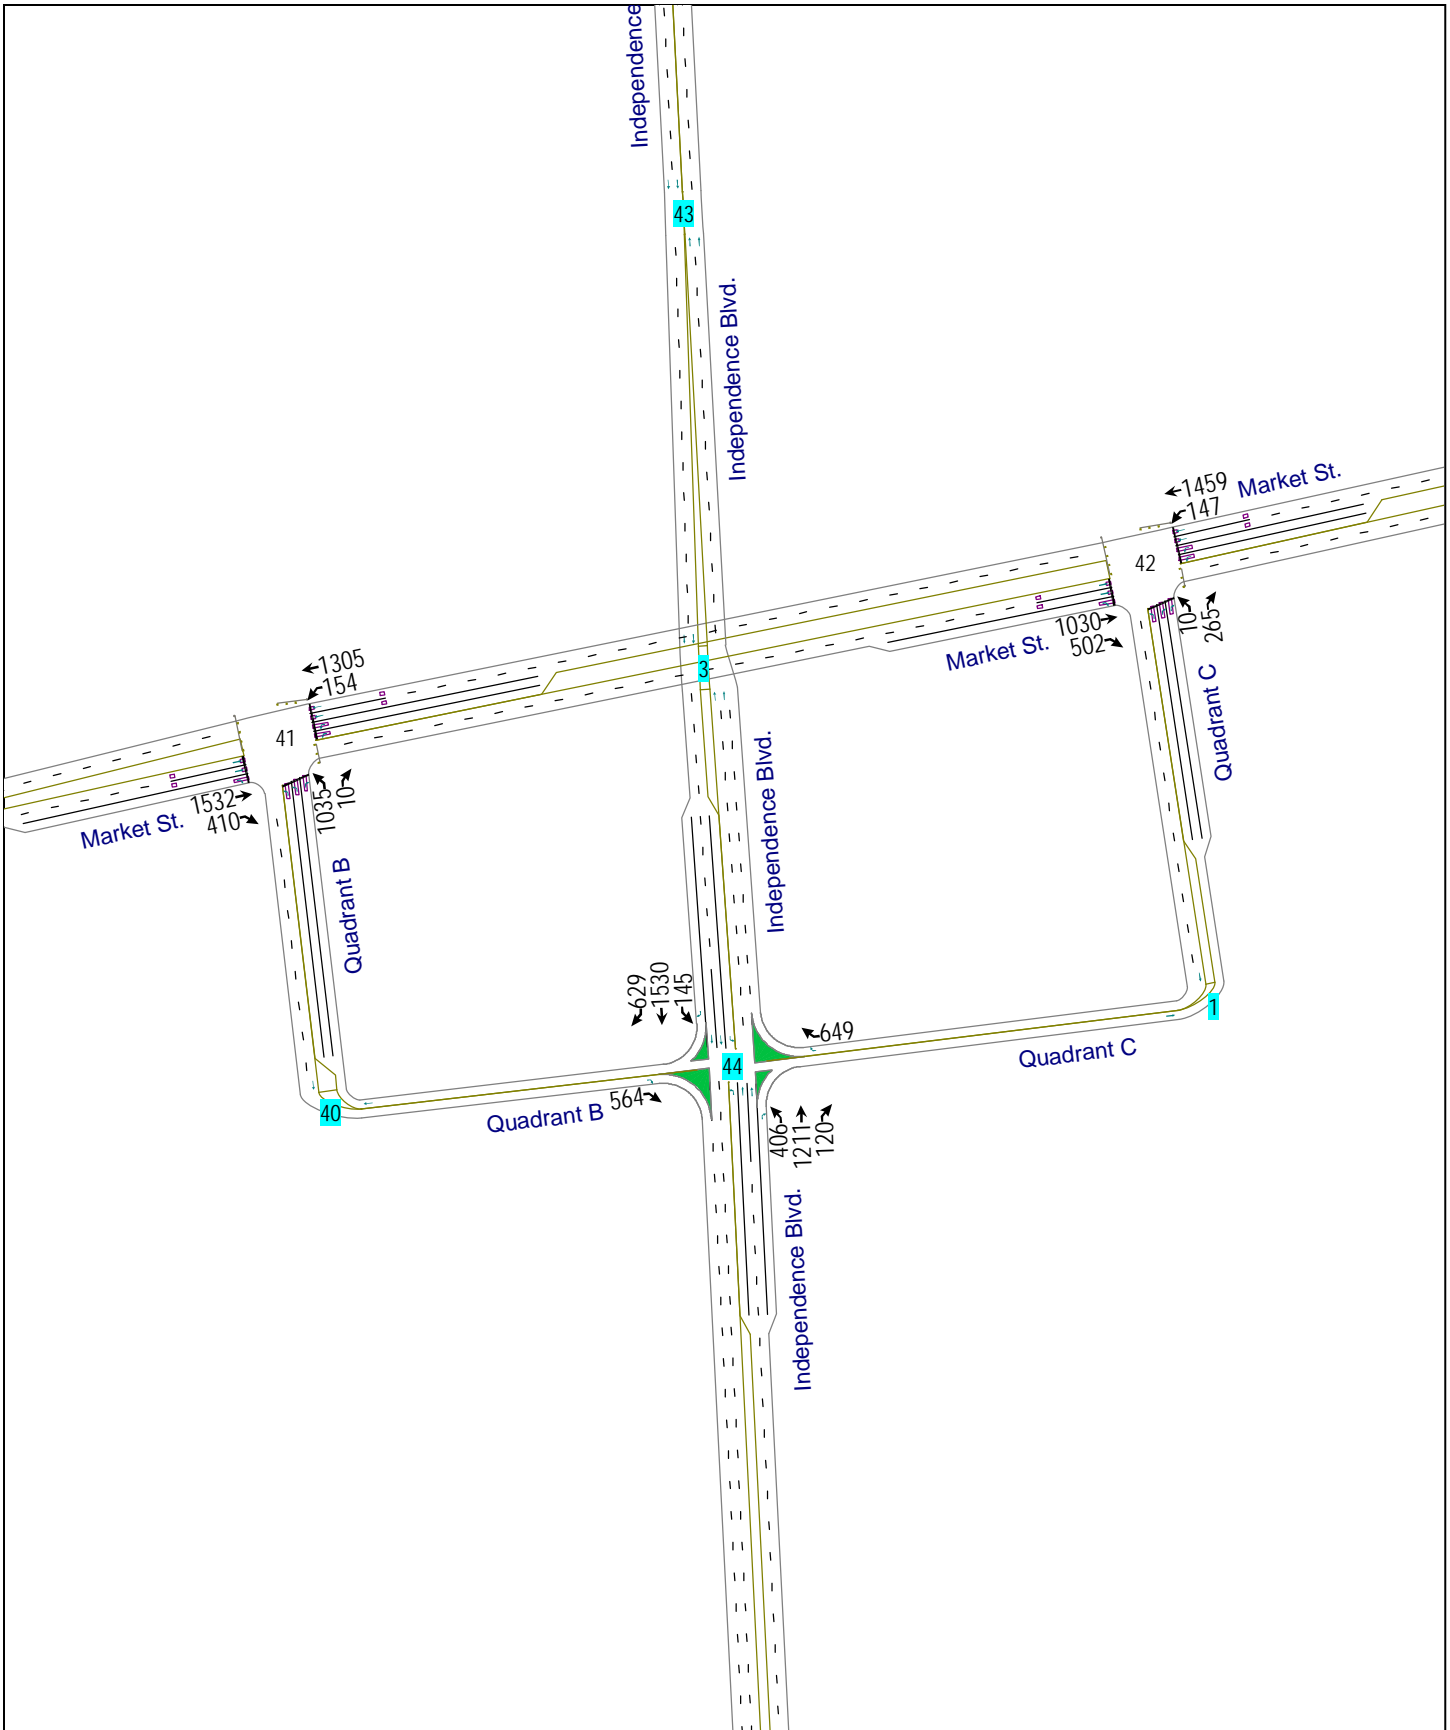 Independence
43
Independence Blvd.
Market St.
1459
147
42
10
265
1030
502
Market St.
Quadrant C
3
1305
154
41
1532
410
Market St.
1035
10
Quadrant B
Independence Blvd.
629
1530
145
649
1
44
Quadrant C
564
Quadrant B
40
406
1211
120
Independence Blvd.